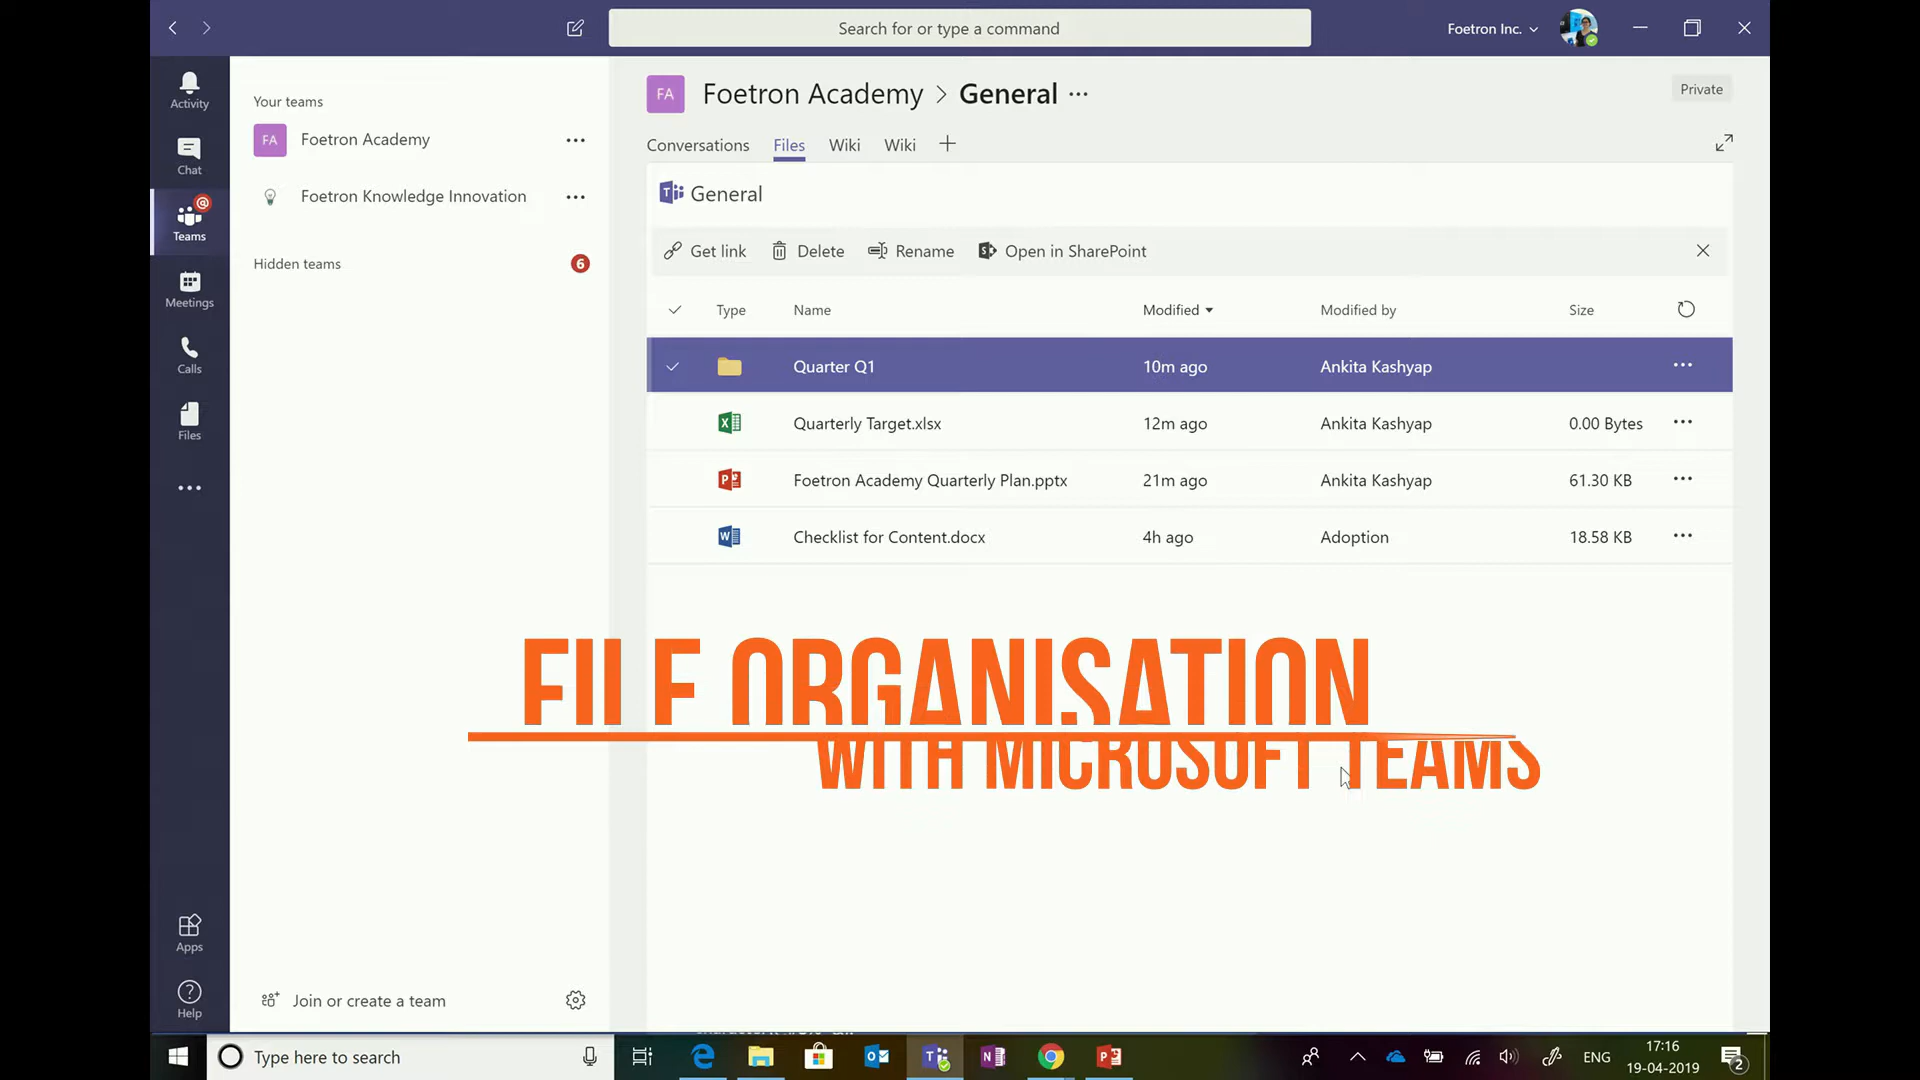 Search for or type a command
Foetron Inc.
Activity
Chat
@
Teams
Meetings
Calls
Files
Apps
Help
Your teams
FA Foetron Academy
Foetron Knowledge Innovation
Hidden teams 6
Join or create a team
FA Foetron Academy > General
Private
Conversations Files Wiki Wiki
General
Get link Delete Rename Open in SharePoint
Type Name Modified Modified by Size
Quarter Q1 10m ago Ankita Kashyap
Quarterly Target.xlsx 12m ago Ankita Kashyap 0.00 Bytes
Foetron Academy Quarterly Plan.pptx 21m ago Ankita Kashyap 61.30 KB
Checklist for Content.docx 4h ago Adoption 18.58 KB
FILE ORGANISATION
WITH MICROSOFT TEAMS
Type here to search
ENG
17:16
19-04-2019
2